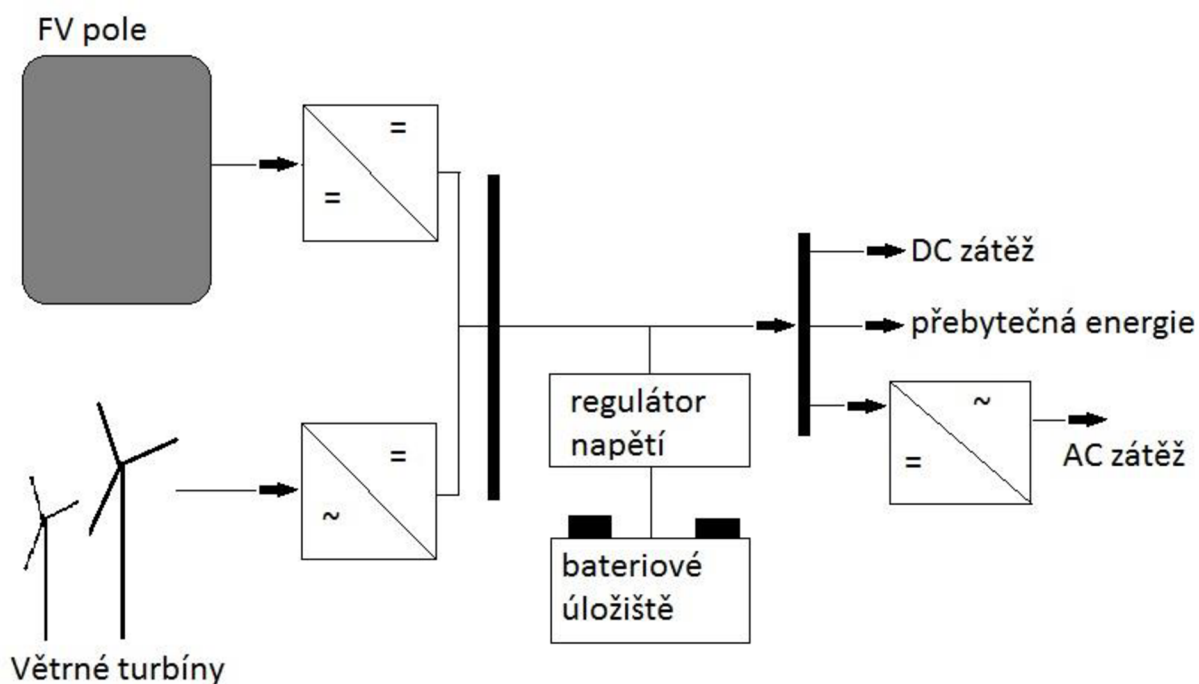 FV pole
=
=
DC zátěž
přebytečná energie
~
=
AC zátěž
regulátor
napětí
=
~
bateriové
úložiště
Větrné turbíny